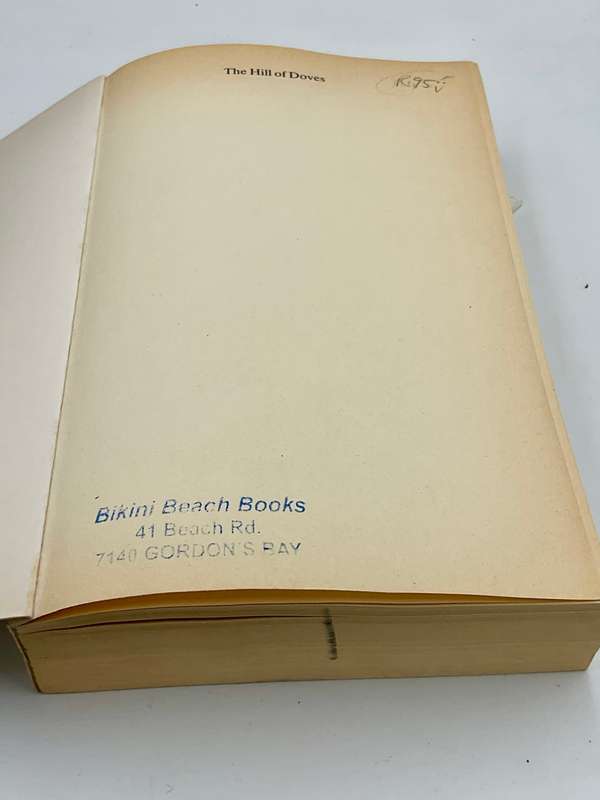 The Hill of Doves
R95
Bikini Beach Books
41 Beach Rd.
7140 GORDON'S BAY